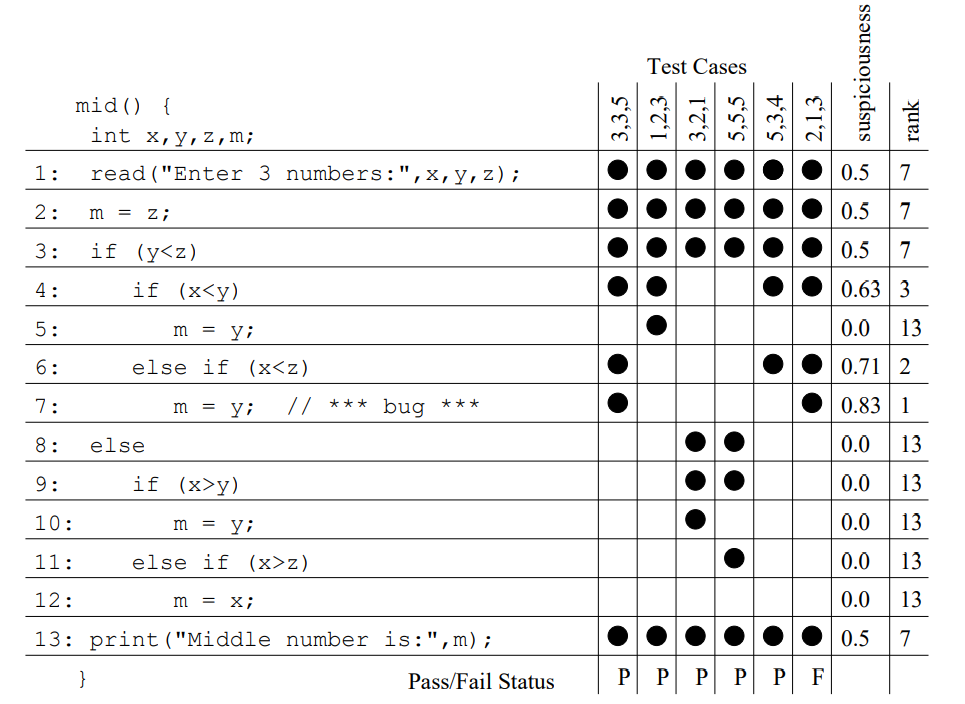 suspiciousness
Test Cases
mid() { 3,3,5 1,2,3 3,2,1 5,5,5 5,3,4 2,1,3 rank
int x,y,z,m;
1: read("Enter 3 numbers:",x,y,z); 0.5 7
2: m = z; 0.5 7
3: if (y<z) 0.5 7
4: if (x<y) 0.63 3
5: m = y; 0.0 13
6: else if (x<z) 0.71 2
7: m = y; // *** bug *** 0.83 1
8: else 0.0 13
9: if (x>y) 0.0 13
10: m = y; 0.0 13
11: else if (x>z) 0.0 13
12: m = x; 0.0 13
13: print("Middle number is:",m); 0.5 7
} Pass/Fail Status P P P P P F